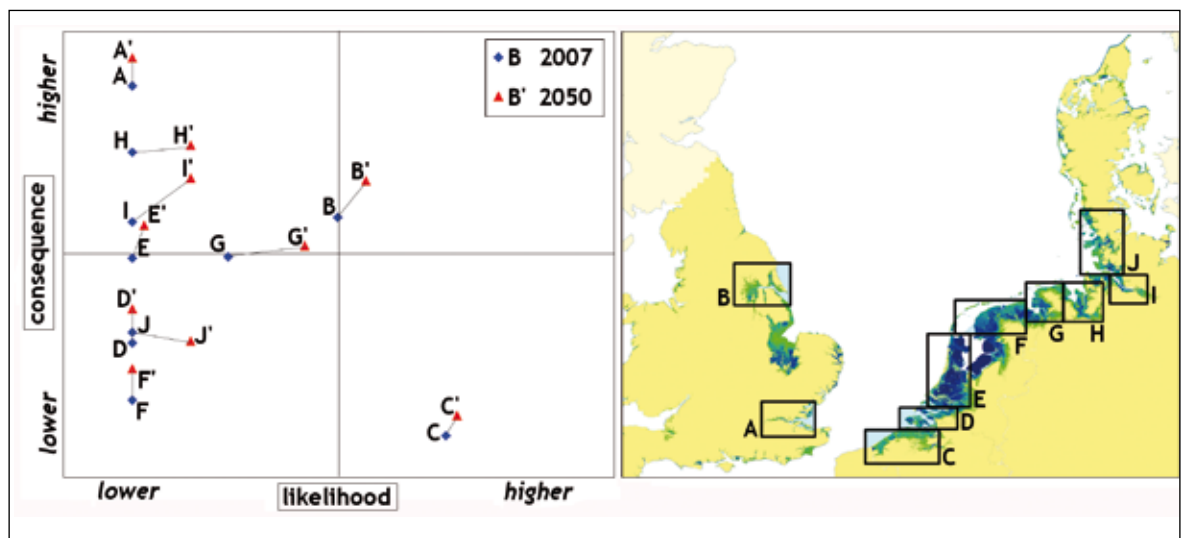 higher
consequence
lower
A'
A
H
H'
I'
I
E'
E
G
G'
B
B'
D'
J
D
J'
F'
F
C'
C
B 2007
B' 2050
lower
likelihood
higher
B
A
J
I
H
G
F
E
D
C